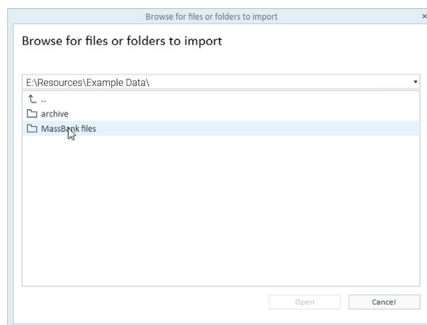 Browse for files or folders to import
Browse for files or folders to import
E:\Resources\Example Data\
..
archive
MassBank files
Open Cancel